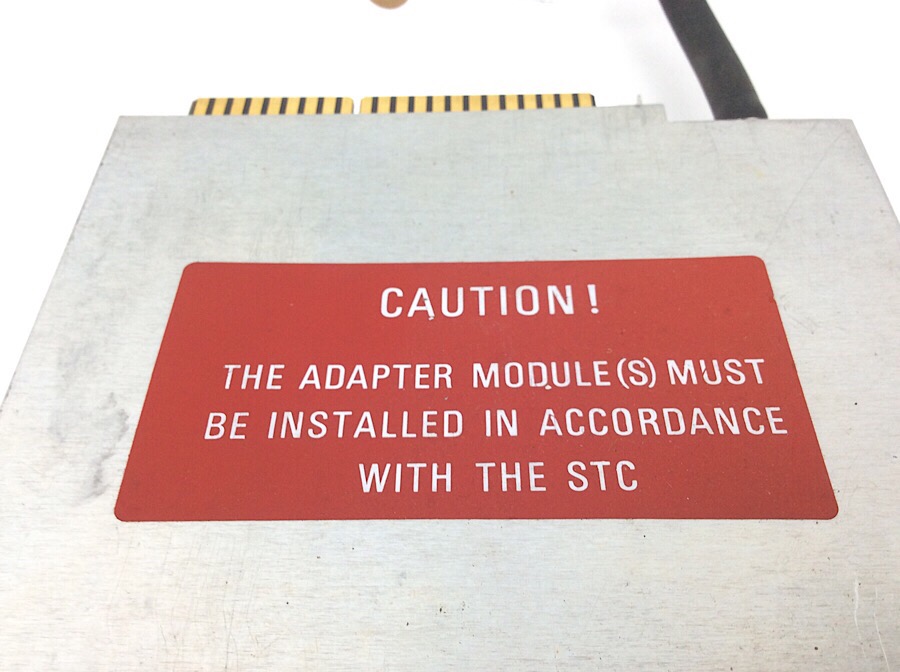 CAUTION!
THE ADAPTER MODULE(S) MUST
BE INSTALLED IN ACCORDANCE
WITH THE STC